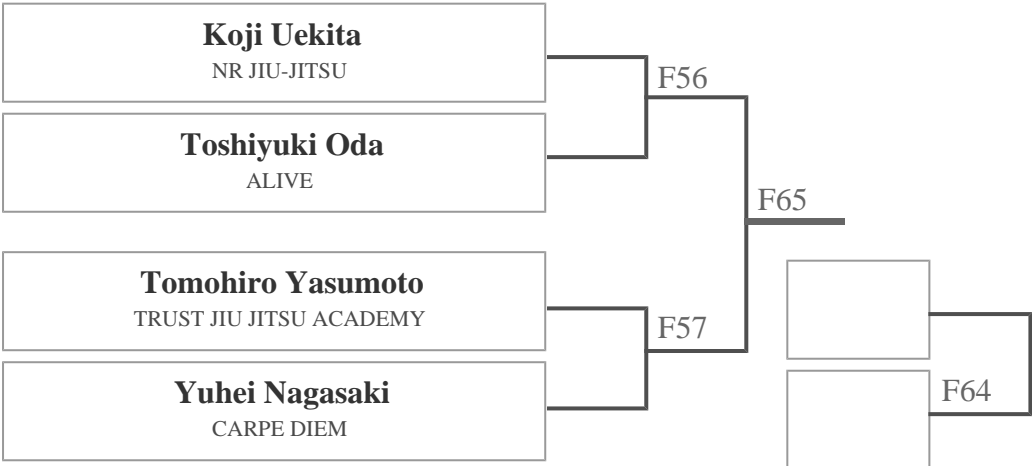 Koji Uekita
NR JIU-JITSU
F56
Toshiyuki Oda
ALIVE
F65
Tomohiro Yasumoto
TRUST JIU JITSU ACADEMY
F57
Yuhei Nagasaki
CARPE DIEM
F64